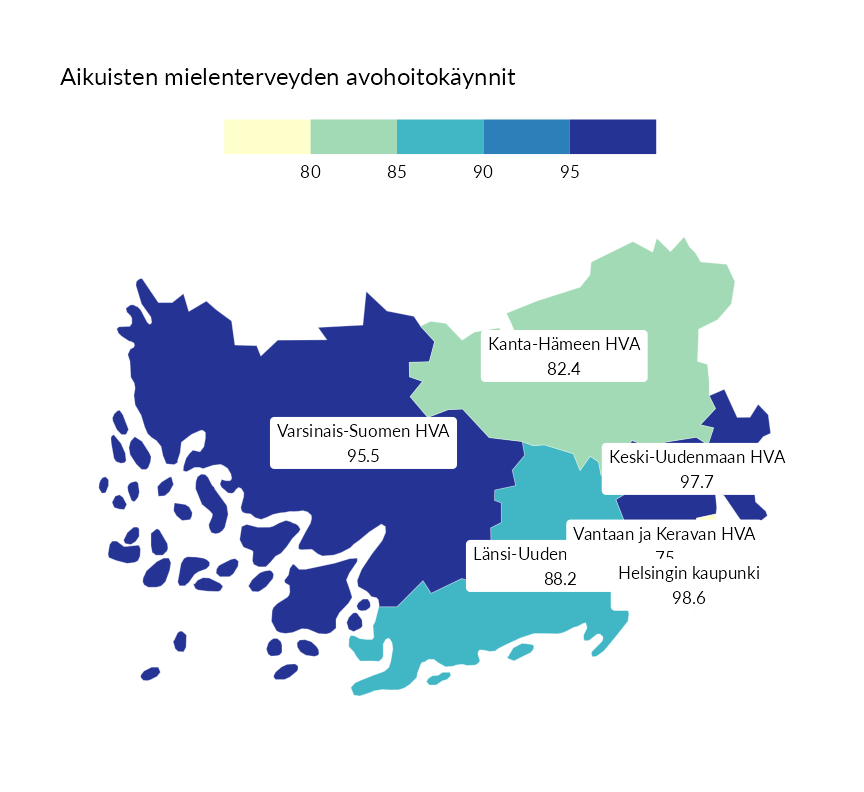 Aikuisten mielenterveyden avohoitokäynnit
80 85 90 95
Kanta-Hämeen HVA
82.4
Varsinais-Suomen HVA
95.5
Keski-Uudenmaan HVA
97.7
Vantaan ja Keravan HVA
75
Länsi-Uuden
88.2
Helsingin kaupunki
98.6